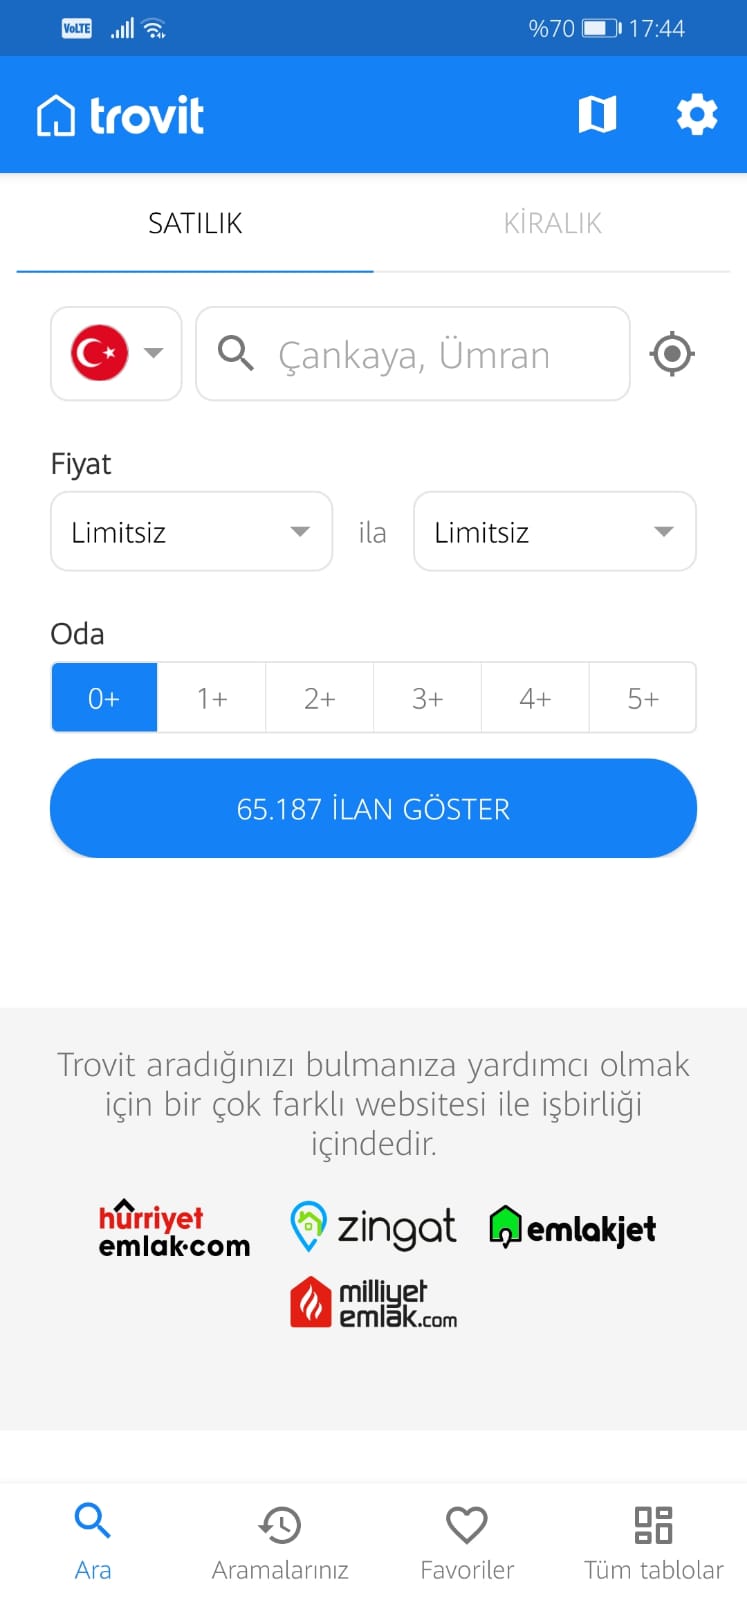 VoLTE %70 17:44
trovit
SATILIK KİRALIK
Çankaya, Ümran
Fiyat
Limitsiz ila Limitsiz
Oda
0+ 1+ 2+ 3+ 4+ 5+
65.187 İLAN GÖSTER
Trovit aradığınızı bulmanıza yardımcı olmak
için bir çok farklı websitesi ile işbirliği
içindedir.
hürriyet
emlak.com
zingat
emlakjet
milliyet
emlak.com
Ara Aramalarınız Favoriler Tüm tablolar